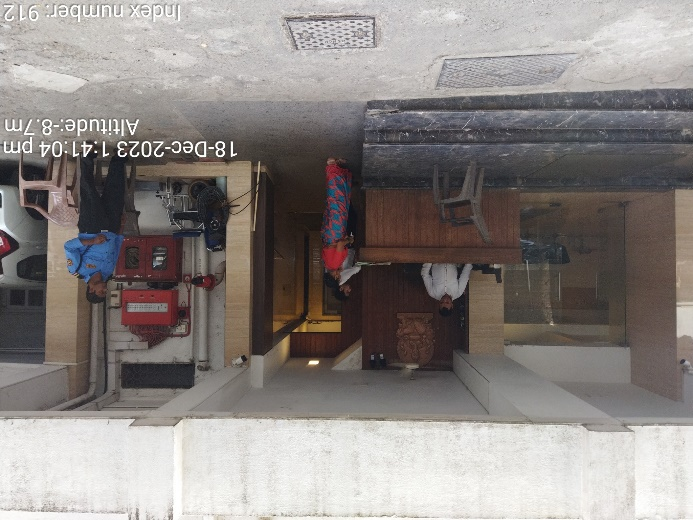 18-Dec-2023 1:41:04 pm
Altitude:-8.7m
Index number: 912